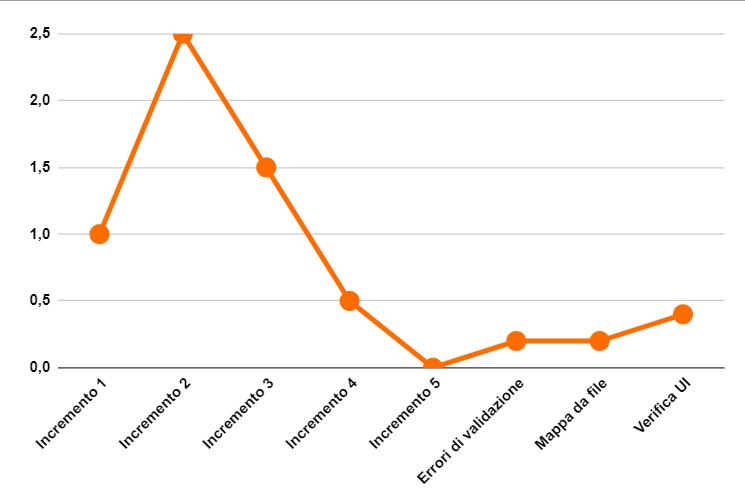 2,5
2,0
1,5
1,0
0,5
0,0
Incremento 1
Incremento 2
Incremento 3
Incremento 4
Incremento 5
Errori di validazione
Mappa da file
Verifica UI